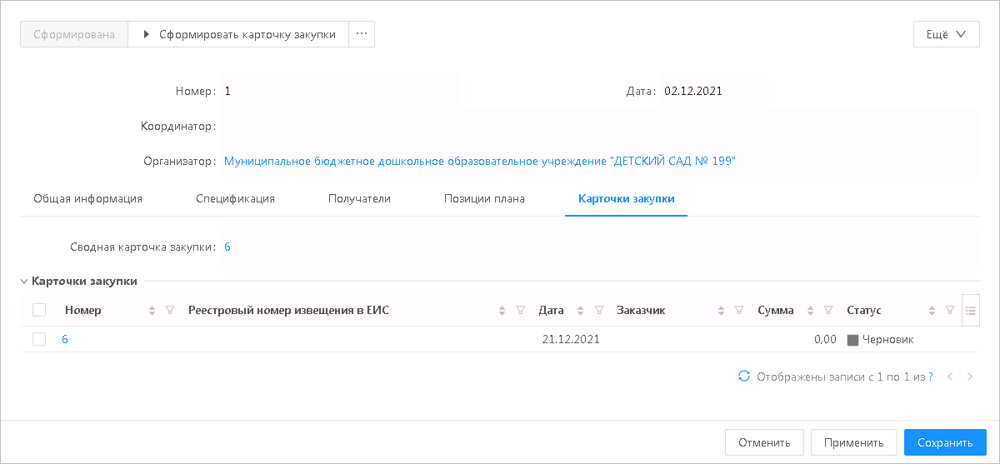 Сформирована Сформировать карточку закупки ... Ещё
Номер: 1 Дата: 02.12.2021
Координатор:
Организатор: Муниципальное бюджетное дошкольное образовательное учреждение "ДЕТСКИЙ САД № 199"
Общая информация Спецификация Получатели Позиции плана Карточки закупки
Сводная карточка закупки: 6
Карточки закупки
Номер Реестровый номер извещения в ЕИС Дата Заказчик Сумма Статус
6 21.12.2021 0,00 Черновик
Отображены записи с 1 по 1 из ?
Отменить Применить Сохранить